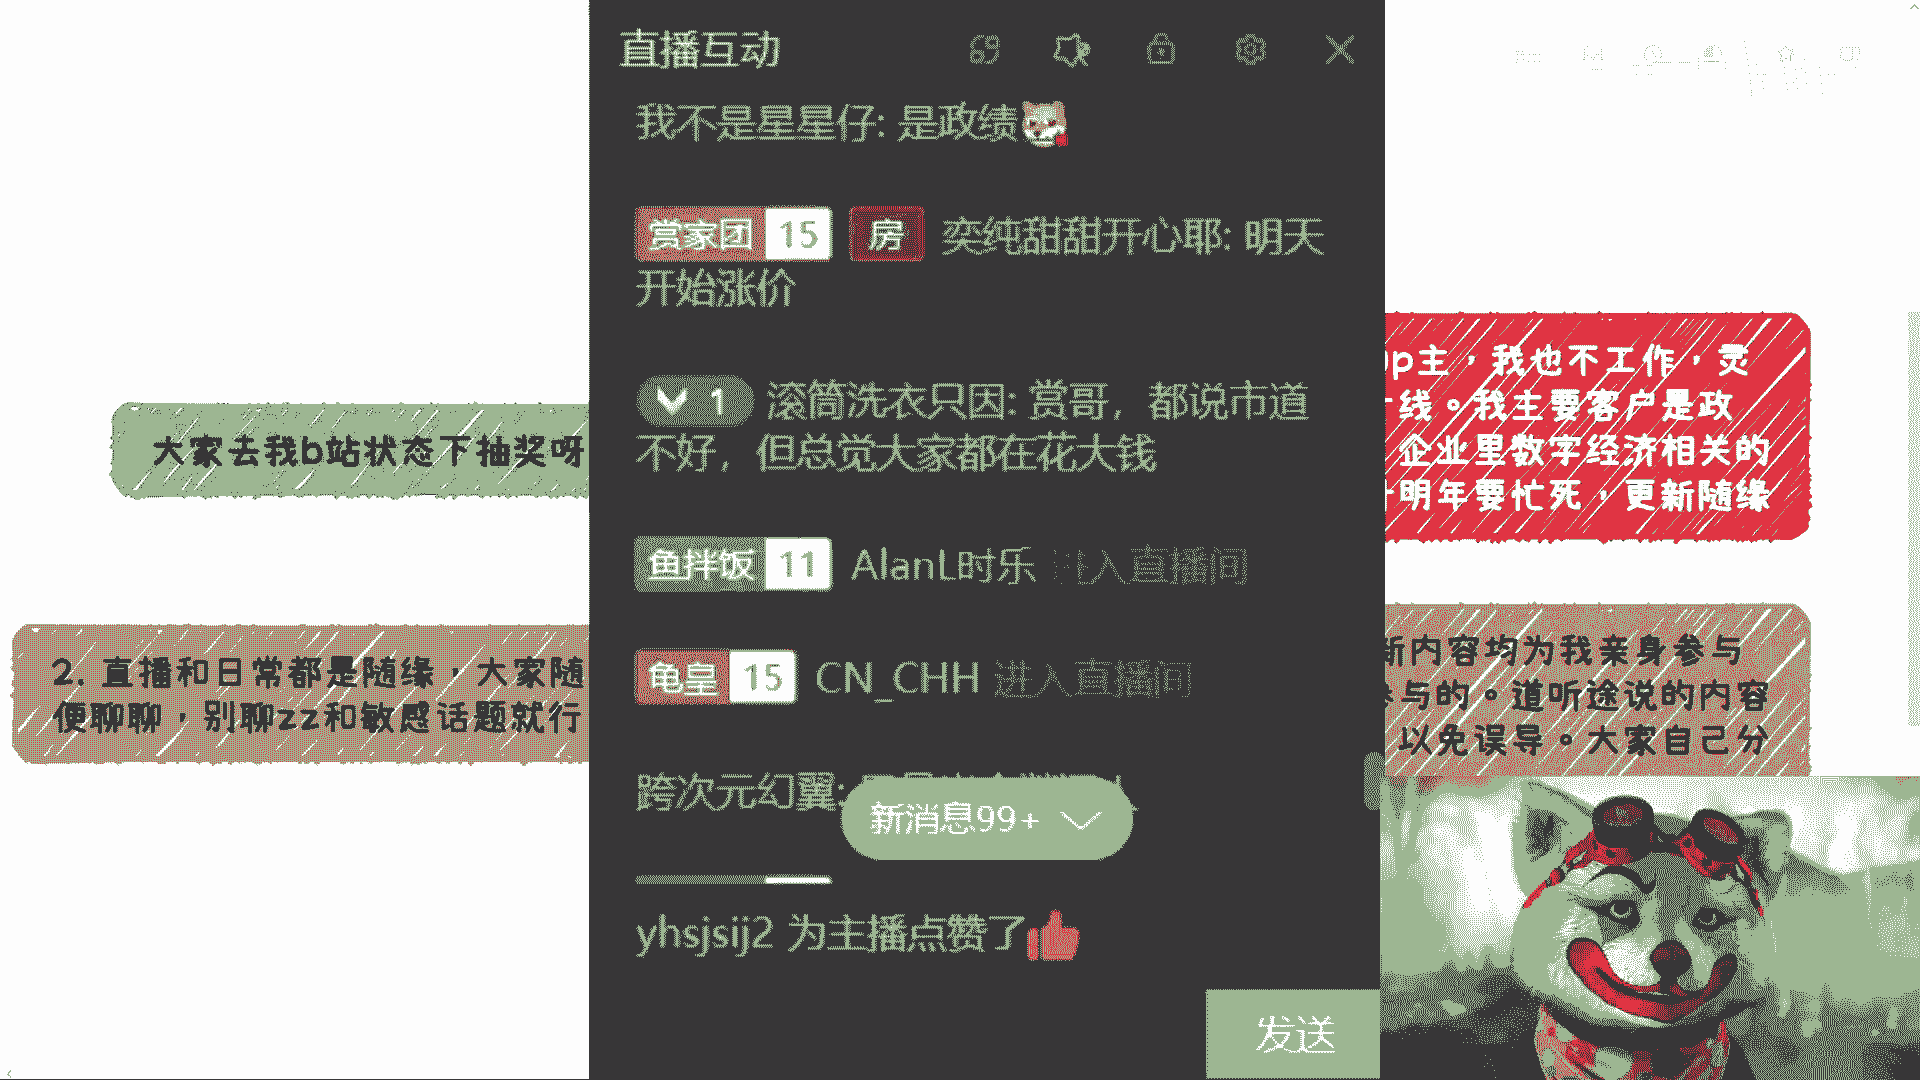 直播互动
我不是星星仔: 是政绩
赏家团 15 房 奕纯甜甜开心耶: 明天
开始涨价
1 滚筒洗衣只因: 赏哥，都说市道
不好，但总觉大家都在花大钱
鱼拌饭 11 AlanL时乐 进入直播间
龟皇 15 CN_CHH 进入直播间
跨次元幻翼:
新消息99+
yhsjsij2 为主播点赞了
发送
大家去我b站状态下抽奖呀
2. 直播和日常都是随缘，大家随
便聊聊，别聊zz和敏感话题就行
p主，我也不工作，灵
线。我主要客户是政
企业里数字经济相关的
明年要忙死，更新随缘
新内容均为我亲身参与
参与的。道听途说的内容
以免误导。大家自己分